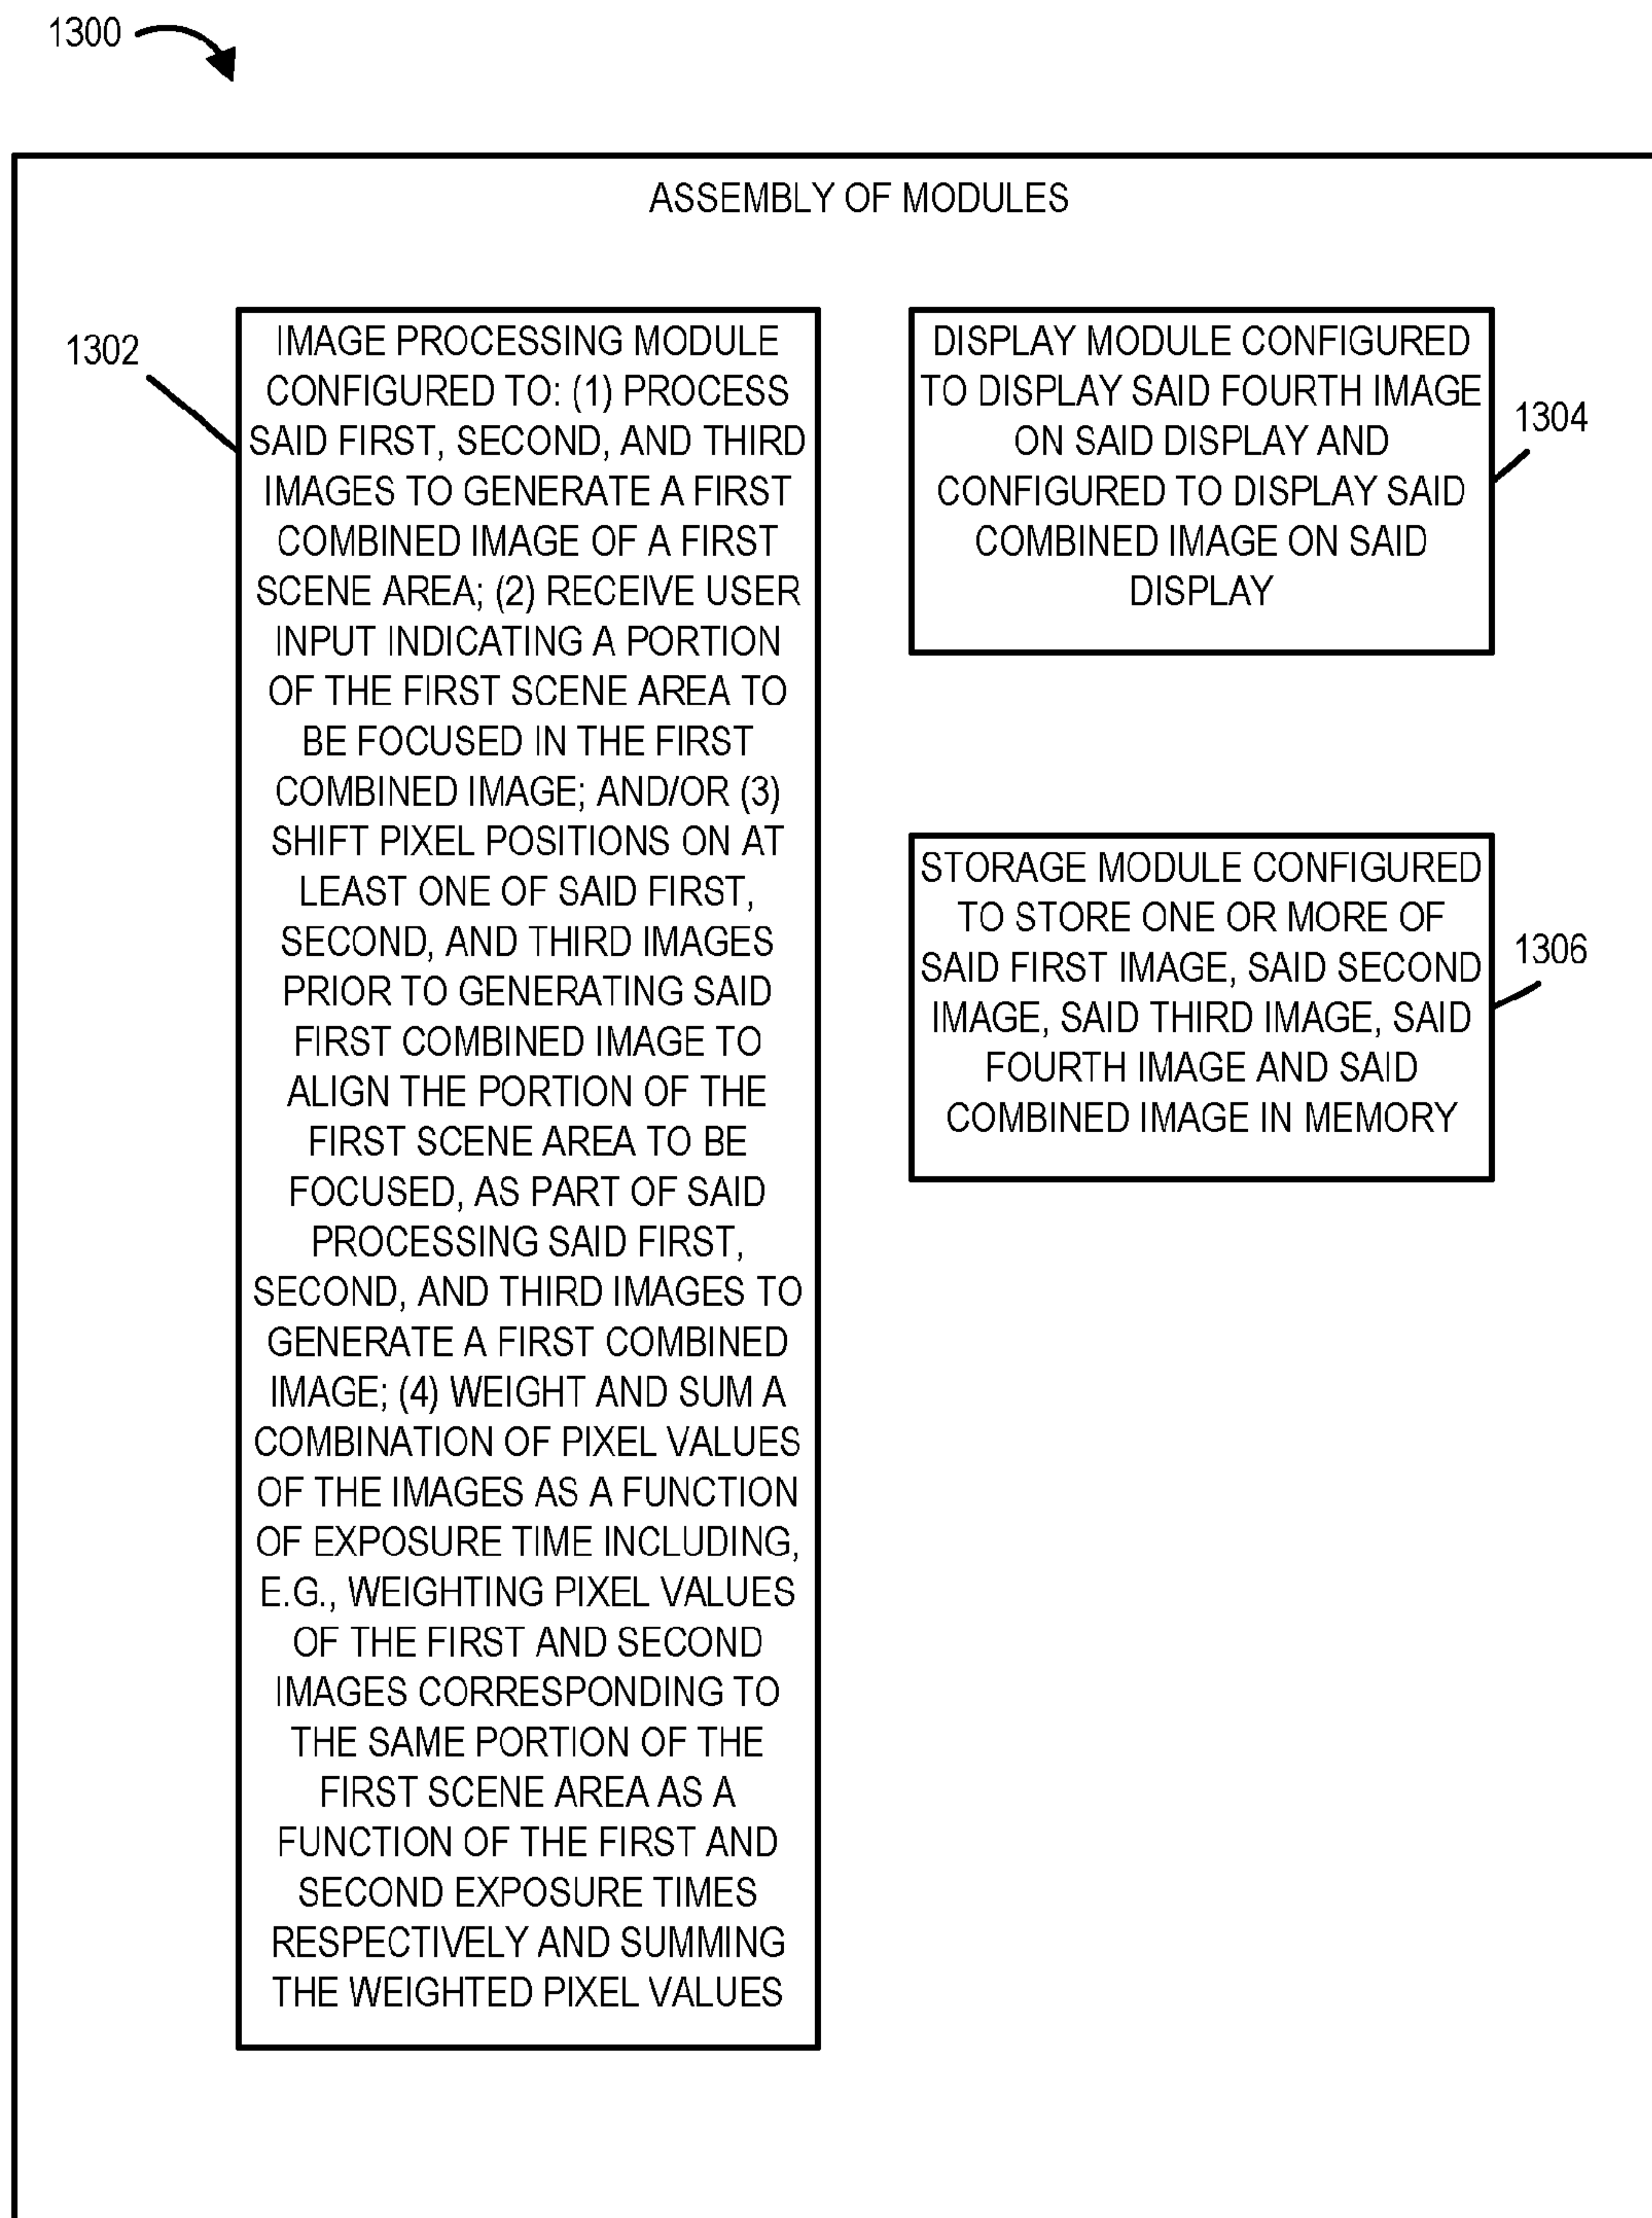 1300
ASSEMBLY OF MODULES
1302
IMAGE PROCESSING MODULE
CONFIGURED TO: (1) PROCESS
SAID FIRST, SECOND, AND THIRD
IMAGES TO GENERATE A FIRST
COMBINED IMAGE OF A FIRST
SCENE AREA; (2) RECEIVE USER
INPUT INDICATING A PORTION
OF THE FIRST SCENE AREA TO
BE FOCUSED IN THE FIRST
COMBINED IMAGE; AND/OR (3)
SHIFT PIXEL POSITIONS ON AT
LEAST ONE OF SAID FIRST,
SECOND, AND THIRD IMAGES
PRIOR TO GENERATING SAID
FIRST COMBINED IMAGE TO
ALIGN THE PORTION OF THE
FIRST SCENE AREA TO BE
FOCUSED, AS PART OF SAID
PROCESSING SAID FIRST,
SECOND, AND THIRD IMAGES TO
GENERATE A FIRST COMBINED
IMAGE; (4) WEIGHT AND SUM A
COMBINATION OF PIXEL VALUES
OF THE IMAGES AS A FUNCTION
OF EXPOSURE TIME INCLUDING,
E.G., WEIGHTING PIXEL VALUES
OF THE FIRST AND SECOND
IMAGES CORRESPONDING TO
THE SAME PORTION OF THE
FIRST SCENE AREA AS A
FUNCTION OF THE FIRST AND
SECOND EXPOSURE TIMES
RESPECTIVELY AND SUMMING
THE WEIGHTED PIXEL VALUES
DISPLAY MODULE CONFIGURED
TO DISPLAY SAID FOURTH IMAGE
ON SAID DISPLAY AND
CONFIGURED TO DISPLAY SAID
COMBINED IMAGE ON SAID
DISPLAY
1304
STORAGE MODULE CONFIGURED
TO STORE ONE OR MORE OF
SAID FIRST IMAGE, SAID SECOND
IMAGE, SAID THIRD IMAGE, SAID
FOURTH IMAGE AND SAID
COMBINED IMAGE IN MEMORY
1306